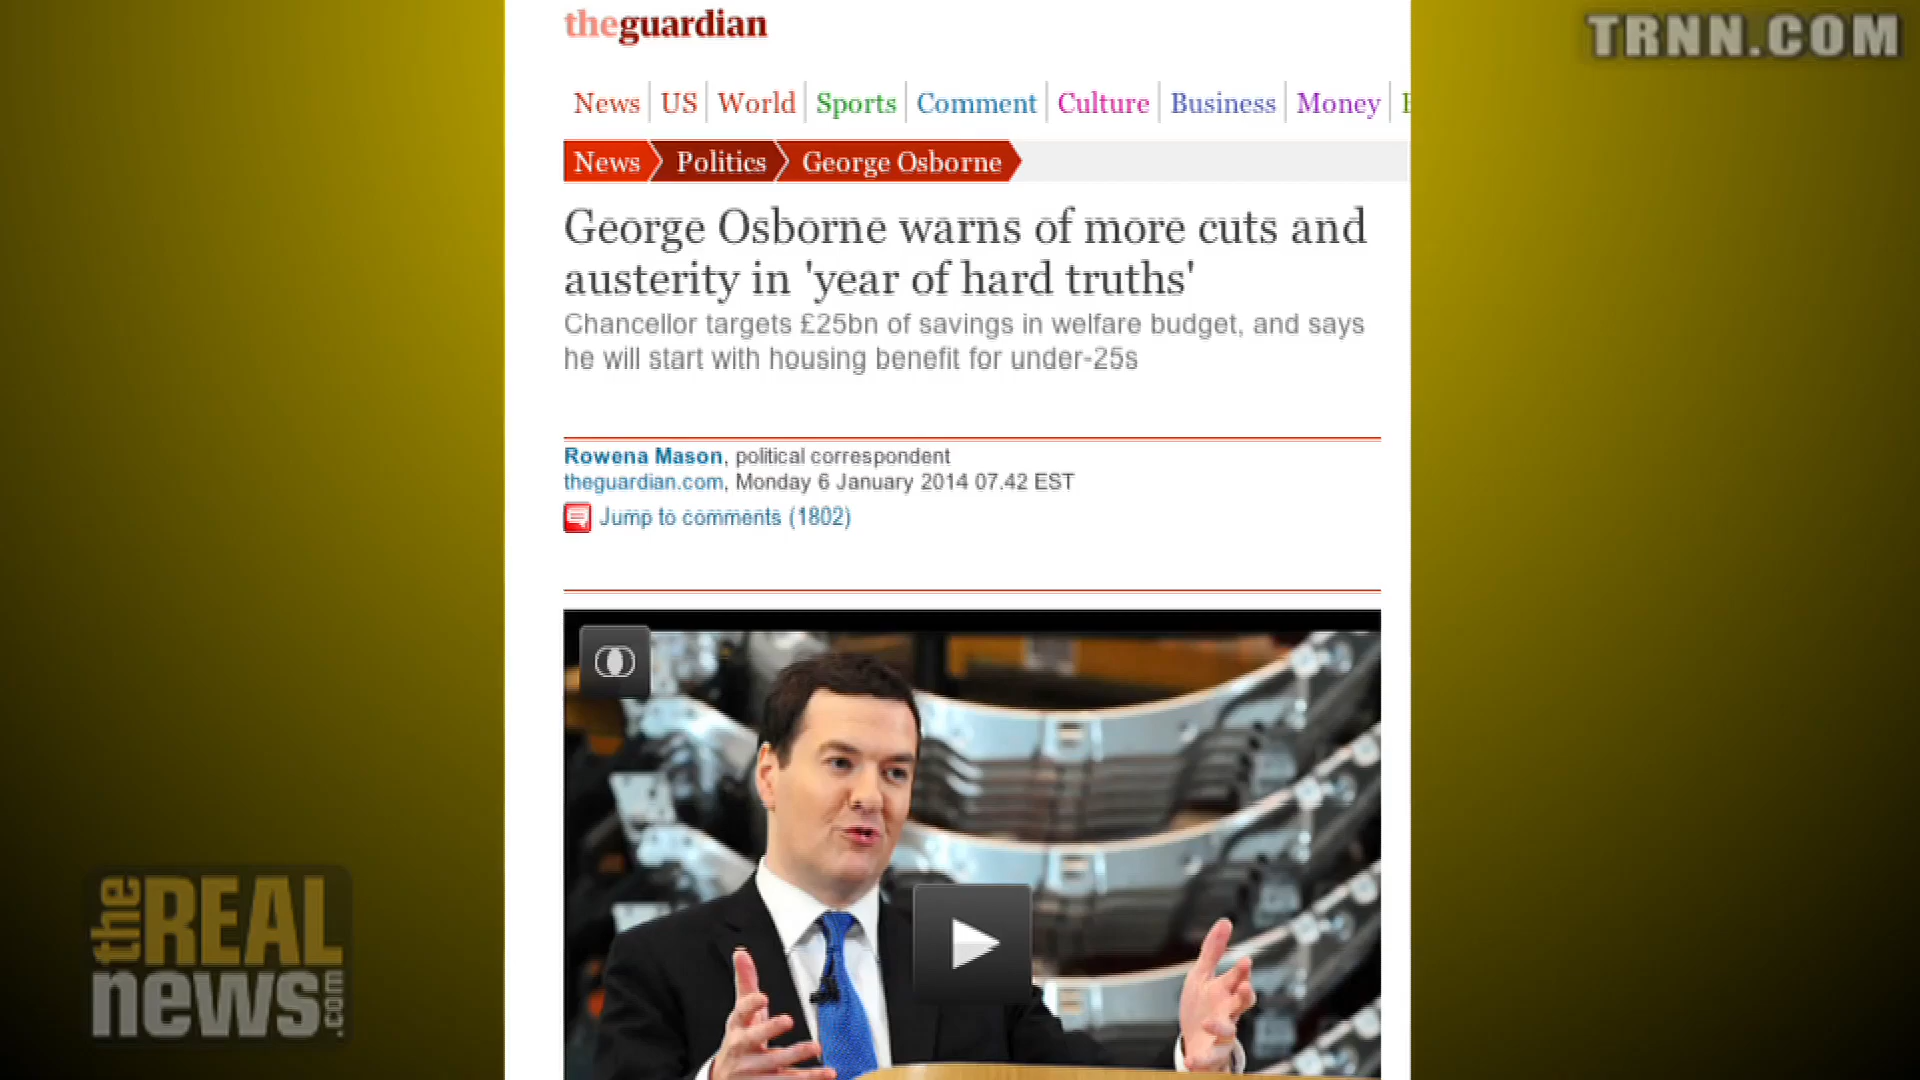 theguardian
TRNN.COM
News US World Sports Comment Culture Business Money
News Politics George Osborne
George Osborne warns of more cuts and
austerity in 'year of hard truths'
Chancellor targets £25bn of savings in welfare budget, and says
he will start with housing benefit for under-25s
Rowena Mason, political correspondent
theguardian.com, Monday 6 January 2014 07.42 EST
Jump to comments (1802)
the REAL
news.com